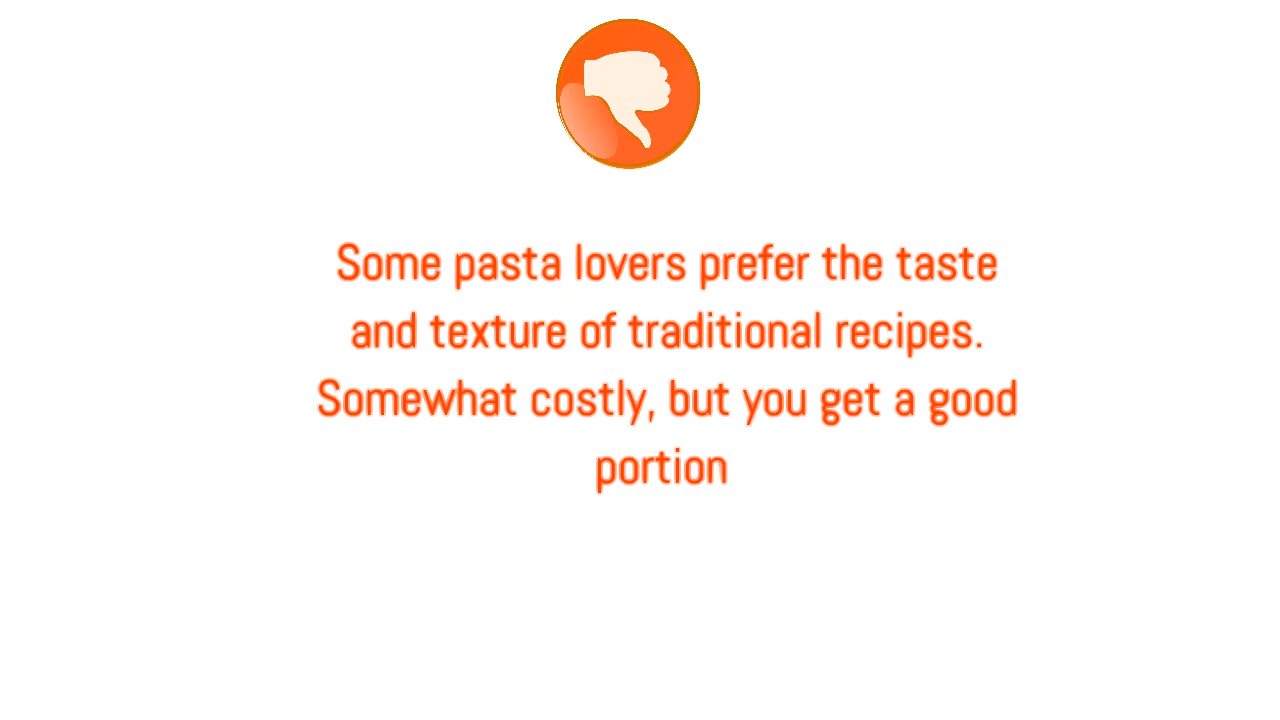 Some pasta lovers prefer the taste
and texture of traditional recipes.
Somewhat costly, but you get a good
portion